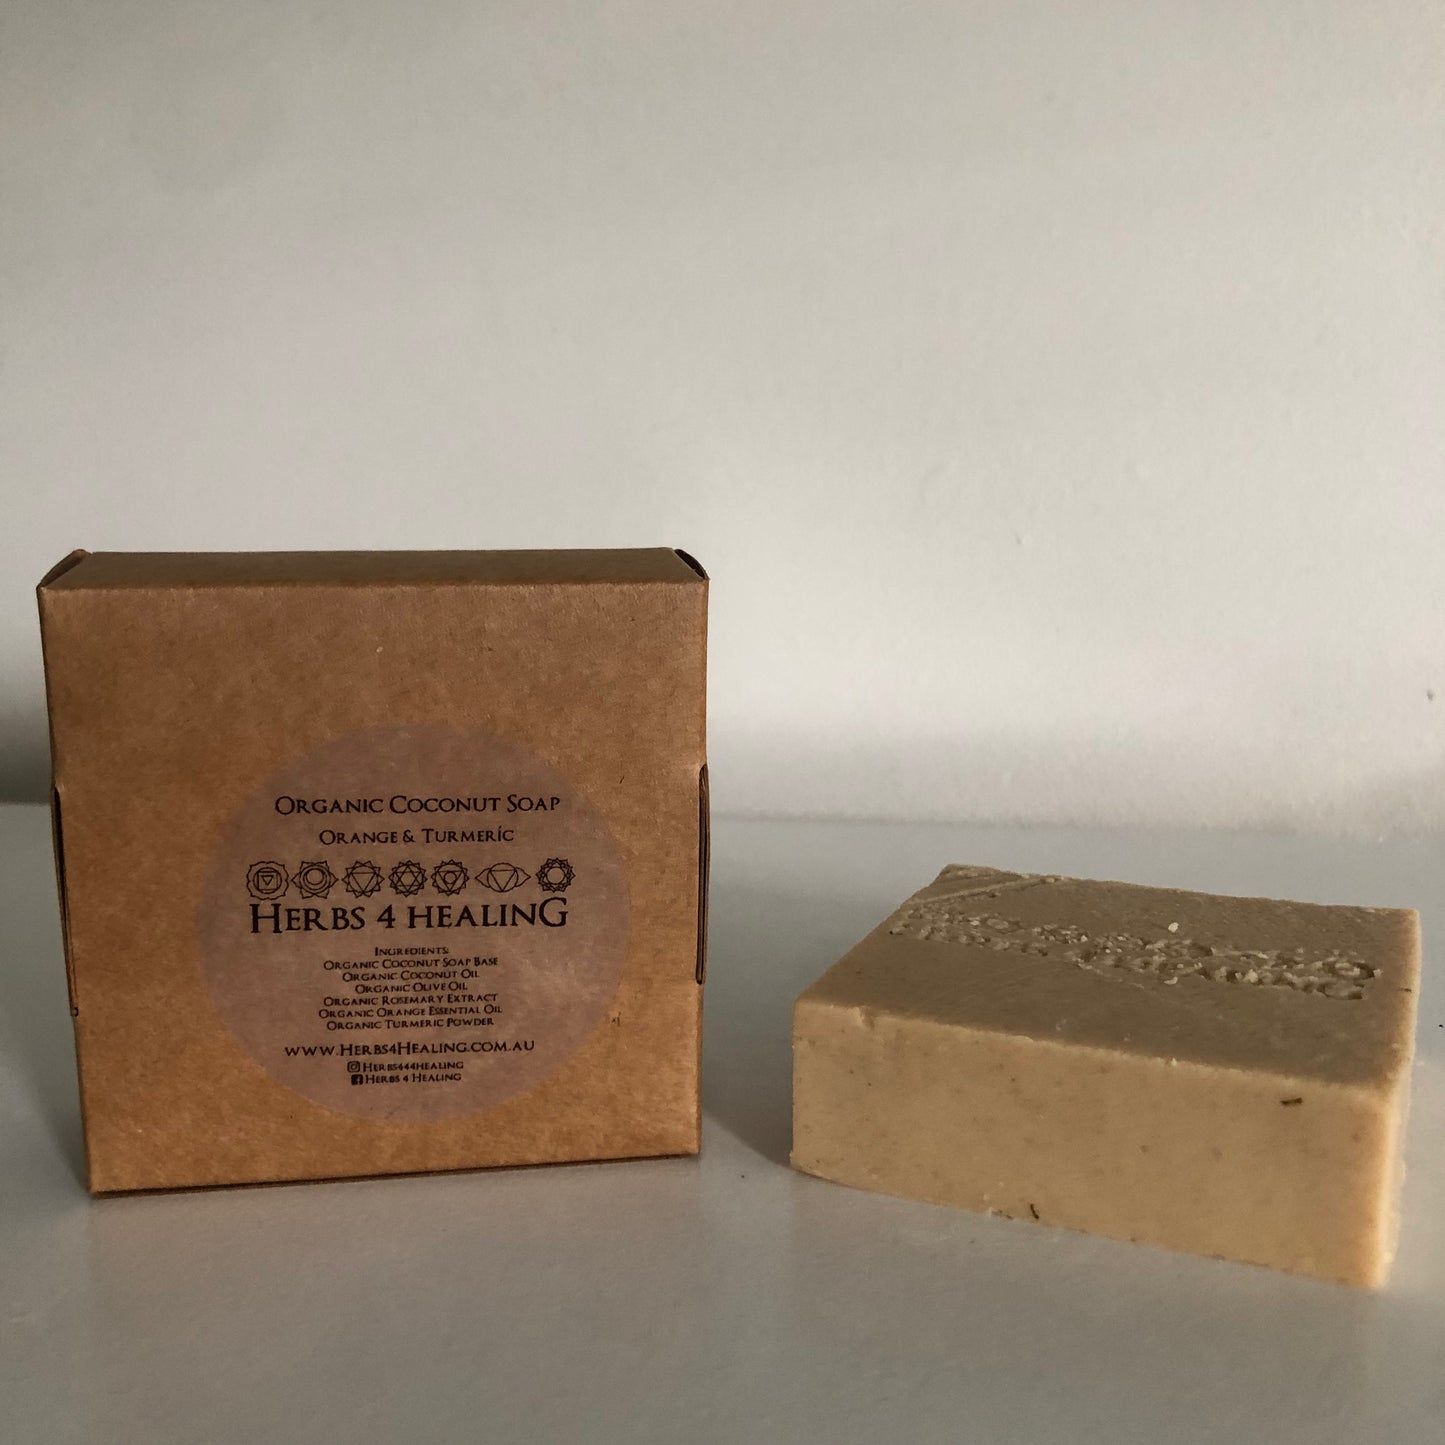 Organic Coconut Soap
Orange & Turmeríc
Herbs 4 healinG
Ingredients:
Organic Coconut Soap Base
Organic Coconut Oil
Organic Olive Oil
Organic Rosemary Extract
Organic Orange Essential Oil
Organic Turmeric Powder
www.Herbs4Healing.com.au
Herbs444healing
Herbs 4 Healing